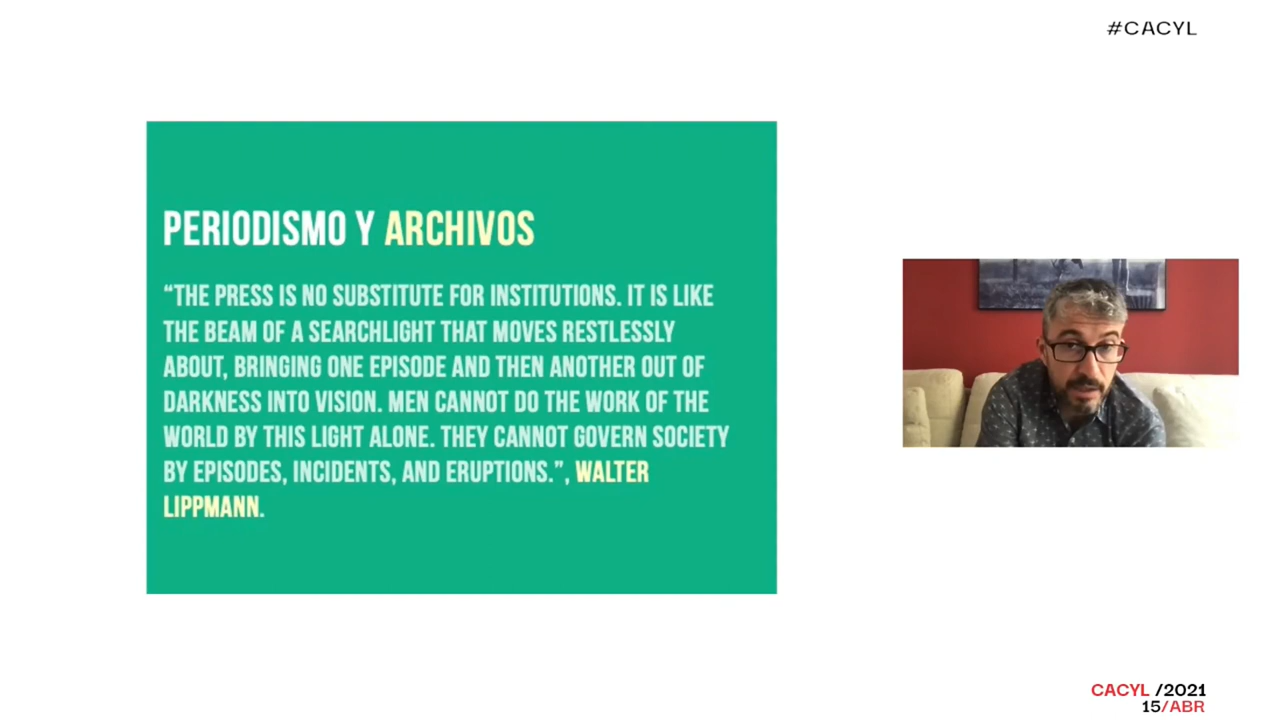 #CACYL
PERIODISMO Y ARCHIVOS
“THE PRESS IS NO SUBSTITUTE FOR INSTITUTIONS. IT IS LIKE
THE BEAM OF A SEARCHLIGHT THAT MOVES RESTLESSLY
ABOUT, BRINGING ONE EPISODE AND THEN ANOTHER OUT OF
DARKNESS INTO VISION. MEN CANNOT DO THE WORK OF THE
WORLD BY THIS LIGHT ALONE. THEY CANNOT GOVERN SOCIETY
BY EPISODES, INCIDENTS, AND ERUPTIONS.”, WALTER
LIPPMANN.
CACYL /2021
15/ABR